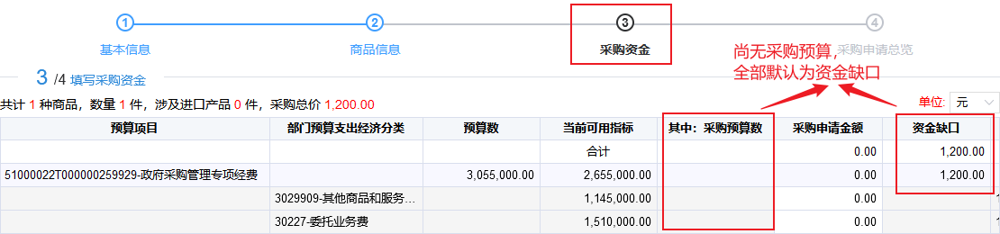 1 2 3 4
基本信息 商品信息 采购资金 采购申请总览
尚无采购预算，
全部默认为资金缺口
3 /4 填写采购资金
共计 1 种商品，数量 1 件，涉及进口产品 0 件，采购总价 1,200.00 单位: 元
预算项目 部门预算支出经济分类 预算数 当前可用指标 其中：采购预算数 采购申请金额 资金缺口
合计 0.00 1,200.00
51000022T000000259929-政府采购管理专项经费 3,055,000.00 2,655,000.00 0.00 1,200.00
3029909-其他商品和服务... 1,145,000.00 0.00
30227-委托业务费 1,510,000.00 0.00